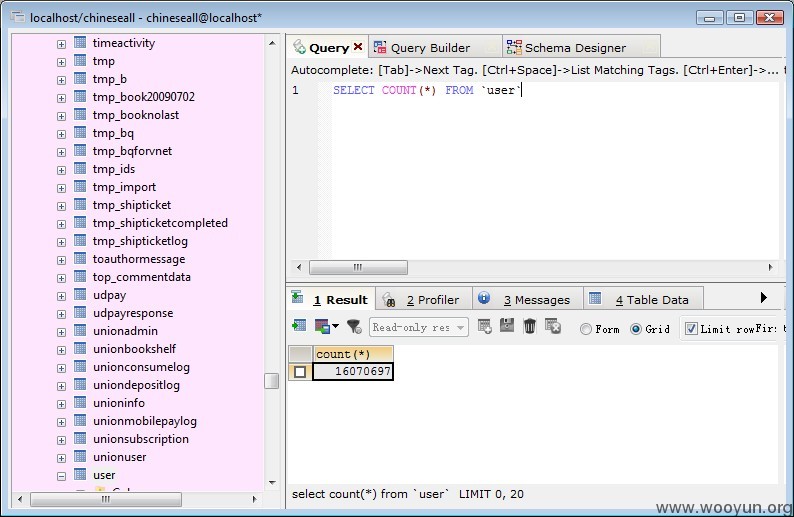 localhost/chineseall - chineseall@localhost*
timeactivity
tmp
tmp_b
tmp_book20090702
tmp_booknolast
tmp_bq
tmp_bqforvnet
tmp_ids
tmp_import
tmp_shipticket
tmp_shipticketcompleted
tmp_shipticketlog
toauthormessage
top_commentdata
udpay
udpayresponse
unionadmin
unionbookshelf
unionconsumelog
uniondepositlog
unioninfo
unionmobilepaylog
unionsubscription
unionuser
user
Query Query Builder Schema Designer
Autocomplete: [Tab]->Next Tag. [Ctrl+Space]->List Matching Tags. [Ctrl+Enter]->... t
1 SELECT COUNT(*) FROM `user`
1 Result 2 Profiler 3 Messages 4 Table Data
Read-only res Form Grid Limit row First
count(*)
16070697
select count(*) from `user` LIMIT 0, 20
www.wooyun.org